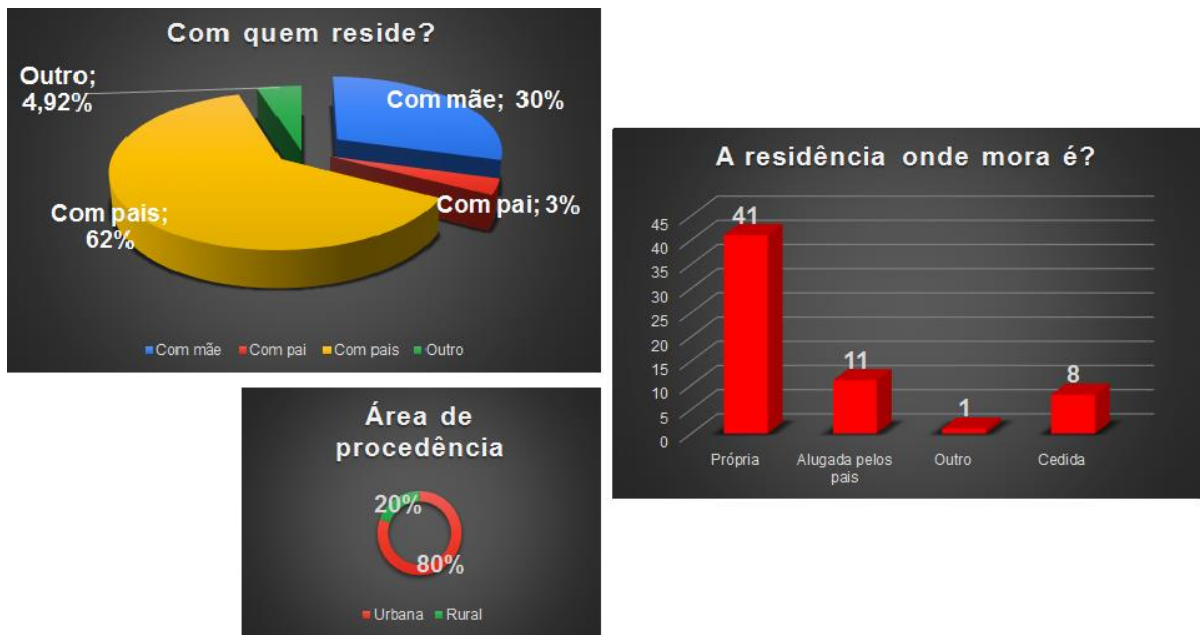 Com quem reside?
Outro;
4,92%
Com mãe; 30%
Com pai; 3%
Com pais;
62%
Com mãe Com pai Com pais Outro
A residência onde mora é?
45
40
35
30
25
20
15
10
5
0
41
11
1
8
Própria
Alugada pelos
pais
Outro
Cedida
Área de
procedência
20%
80%
Urbana Rural